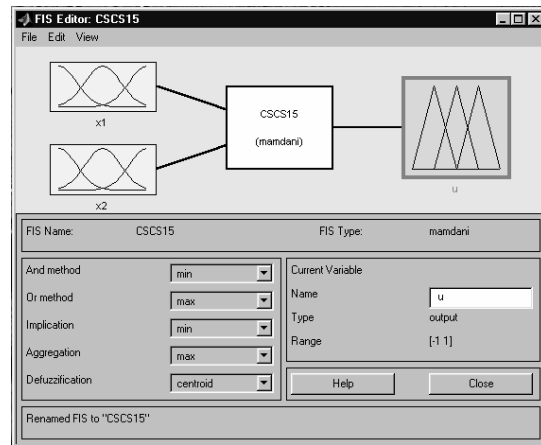 FIS Editor: CSCS15
File Edit View
x1
x2
CSCS15
(mamdani)
u
FIS Name: CSCS15 FIS Type: mamdani
And method min
Or method max
Implication min
Aggregation max
Defuzzification centroid
Current Variable
Name u
Type output
Range [-1 1]
Help Close
Renamed FIS to "CSCS15"